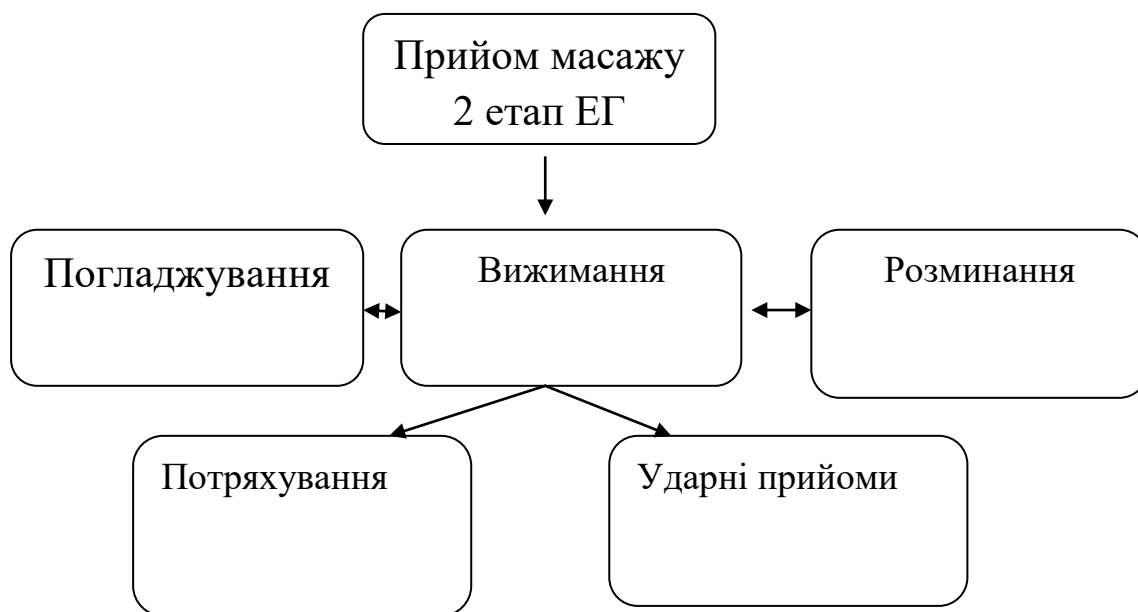 Прийом масажу
2 етап ЕГ
Погладжування
Вижимання
Розминання
Потряхування
Ударні прийоми